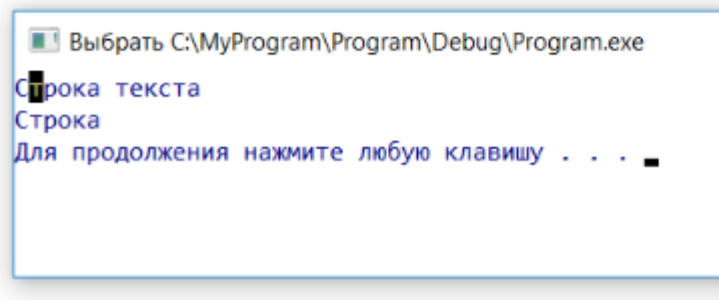 Выбрать C:\MyProgram\Program\Debug\Program.exe
Строка текста
Строка
Для продолжения нажмите любую клавишу . . .